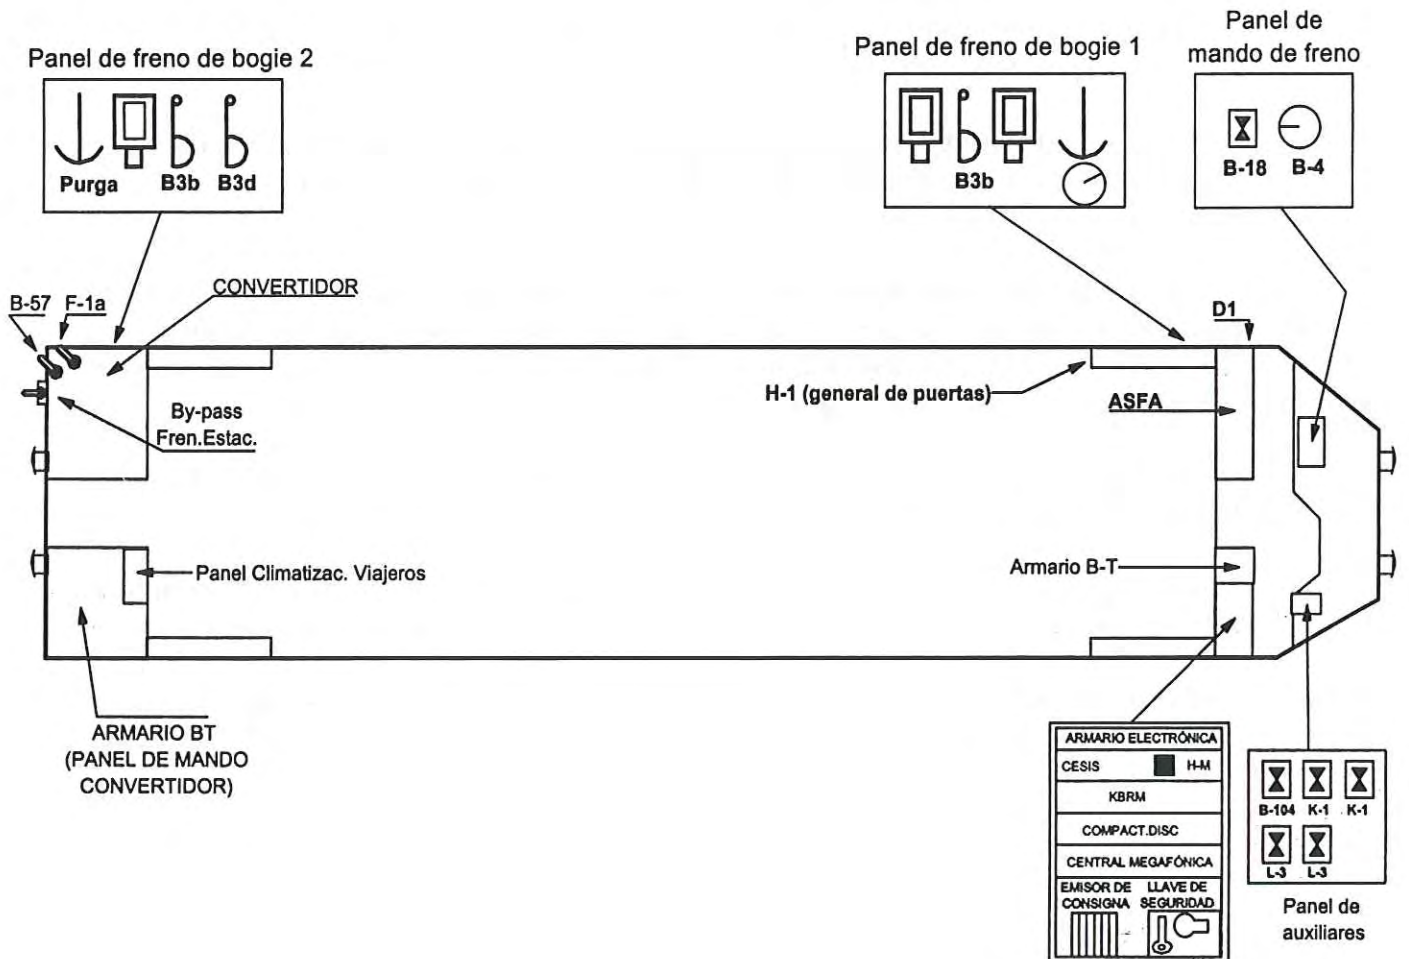 Panel de freno de bogie 2
Purga B3b B3d
Panel de freno de bogie 1
B3b
Panel de
mando de freno
B-18 B-4
B-57 F-1a
CONVERTIDOR
By-pass
Fren.Estac.
H-1 (general de puertas)
D1
ASFA
Panel Climatizac. Viajeros
Armario B-T
ARMARIO BT
(PANEL DE MANDO
CONVERTIDOR)
ARMARIO ELECTRÓNICA
CESIS H-M
KBRM
COMPACT.DISC
CENTRAL MEGAFÓNICA
EMISOR DE
CONSIGNA
LLAVE DE
SEGURIDAD
B-104 K-1 K-1
L-3 L-3
Panel de
auxiliares